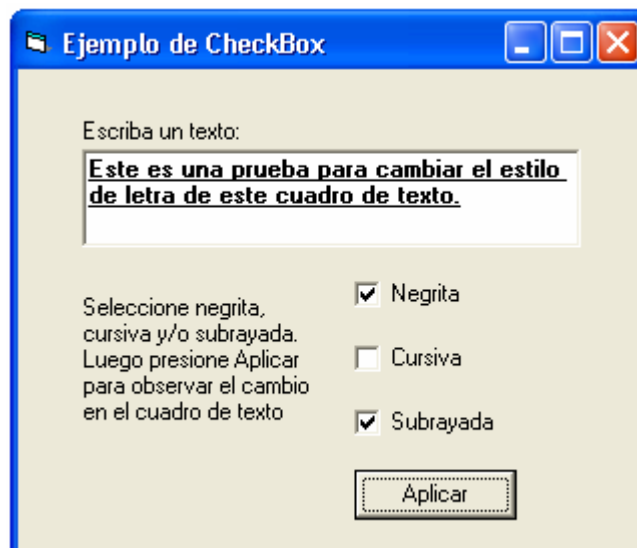 Ejemplo de CheckBox
Escriba un texto:
Este es una prueba para cambiar el estilo
de letra de este cuadro de texto.
Seleccione negrita,
cursiva y/o subrayada.
Luego presione Aplicar
para observar el cambio
en el cuadro de texto
Negrita
Cursiva
Subrayada
Aplicar